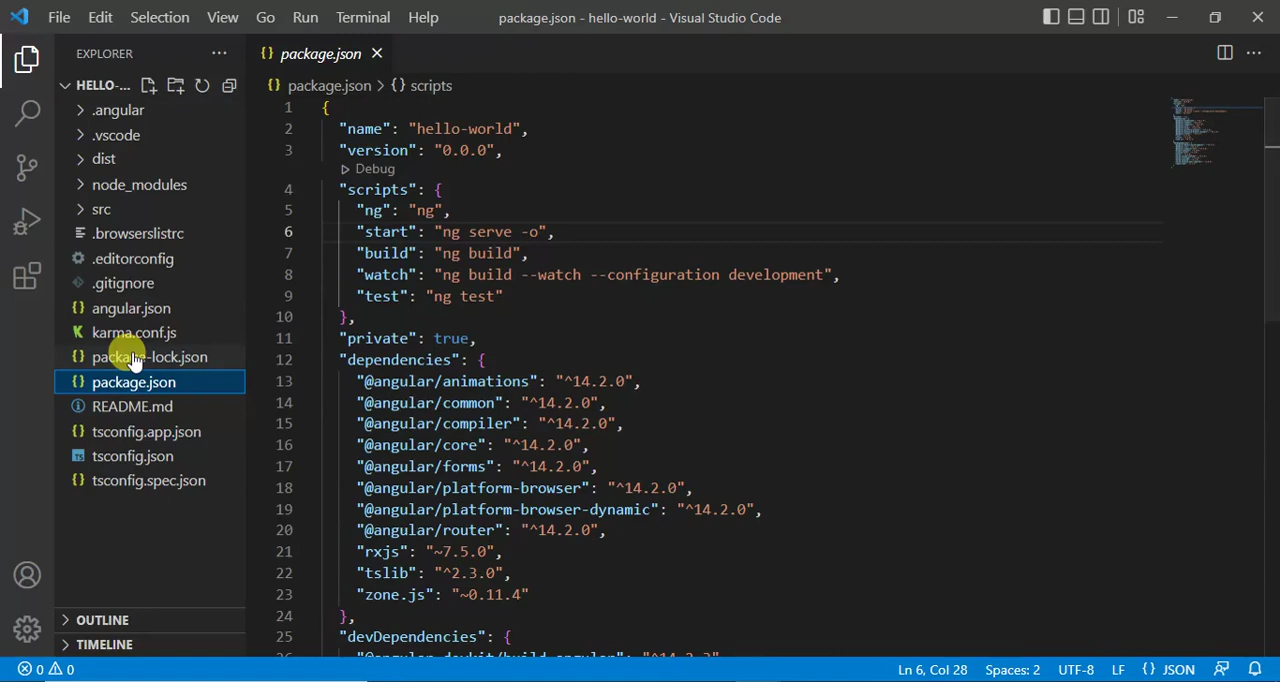 File Edit Selection View Go Run Terminal Help package.json - hello-world - Visual Studio Code
EXPLORER
HELLO-...
.angular
.vscode
dist
node_modules
src
.browserslistrc
.editorconfig
.gitignore
angular.json
karma.conf.js
package-lock.json
package.json
README.md
tsconfig.app.json
tsconfig.json
tsconfig.spec.json
OUTLINE
TIMELINE
{} package.json
{} package.json > {} scripts
1 {
2 "name": "hello-world",
3 "version": "0.0.0",
Debug
4 "scripts": {
5 "ng": "ng",
6 "start": "ng serve -o",
7 "build": "ng build",
8 "watch": "ng build --watch --configuration development",
9 "test": "ng test"
10 },
11 "private": true,
12 "dependencies": {
13 "@angular/animations": "^14.2.0",
14 "@angular/common": "^14.2.0",
15 "@angular/compiler": "^14.2.0",
16 "@angular/core": "^14.2.0",
17 "@angular/forms": "^14.2.0",
18 "@angular/platform-browser": "^14.2.0",
19 "@angular/platform-browser-dynamic": "^14.2.0",
20 "@angular/router": "^14.2.0",
21 "rxjs": "~7.5.0",
22 "tslib": "^2.3.0",
23 "zone.js": "~0.11.4"
24 },
25 "devDependencies": {
0 0 Ln 6, Col 28 Spaces: 2 UTF-8 LF {} JSON